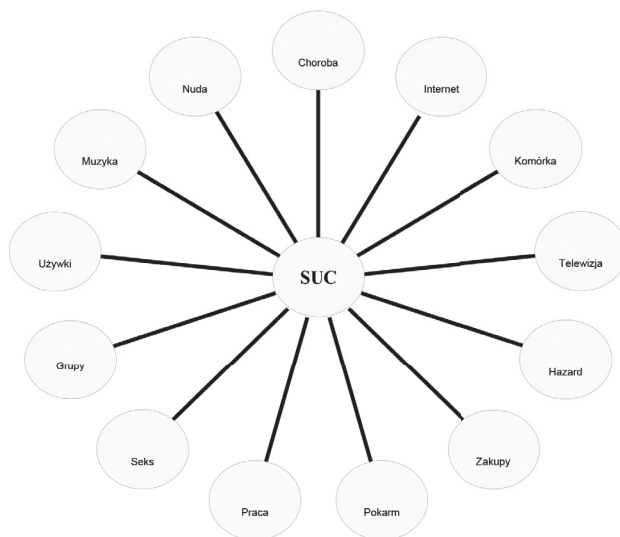 Choroba
Nuda
Internet
Muzyka
Komórka
Używki
SUC
Telewizja
Grupy
Hazard
Seks
Zakupy
Praca
Pokarm